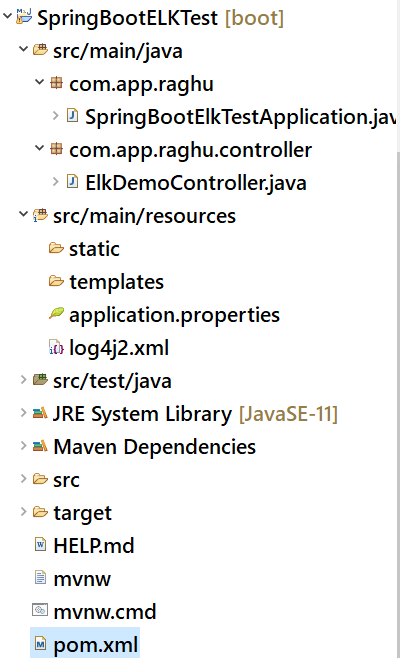 SpringBootELKTest [boot]
src/main/java
com.app.raghu
SpringBootElkTestApplication.jav
com.app.raghu.controller
ElkDemoController.java
src/main/resources
static
templates
application.properties
log4j2.xml
src/test/java
JRE System Library [JavaSE-11]
Maven Dependencies
src
target
HELP.md
mvnw
mvnw.cmd
pom.xml